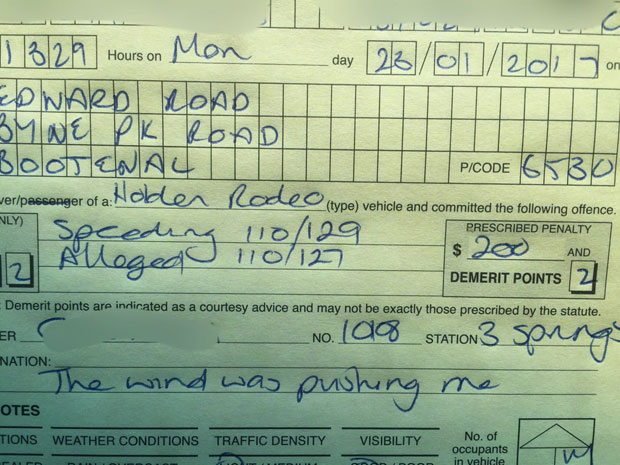 1329 Hours on Mon day 23/01/2017 on
EDWARD ROAD
BYNE PK ROAD
BOOTENAL P/CODE 6530
ver/passenger of a: Holden Rodeo (type) vehicle and committed the following offence.
NLY) Speeding 110/129 PRESCRIBED PENALTY
$ 200 AND
2 Alleged 110/127 DEMERIT POINTS 2
: Demerit points are indicated as a courtesy advice and may not be exactly those prescribed by the statute.
ER NO. 1098 STATION 3 Springs
NATION:
The wind was pushing me
OTES
TIONS WEATHER CONDITIONS TRAFFIC DENSITY VISIBILITY No. of
occupants
in vehicle